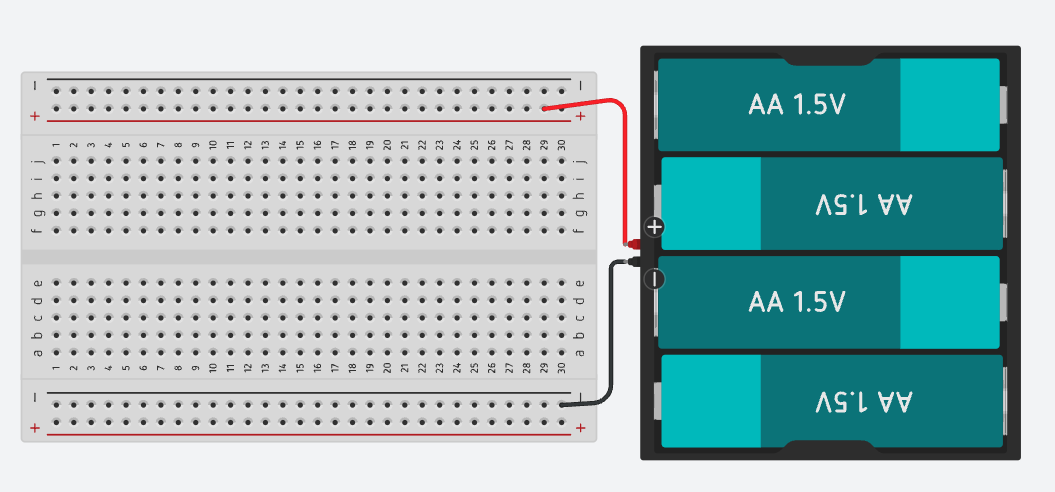 − −
+ +
1 2 3 4 5 6 7 8 9 10 11 12 13 14 15 16 17 18 19 20 21 22 23 24 25 26 27 28 29 30
j j
i i
h h
g g
f f
e e
d d
c c
b b
a a
1 2 3 4 5 6 7 8 9 10 11 12 13 14 15 16 17 18 19 20 21 22 23 24 25 26 27 28 29 30
− −
+ +
AA 1.5V
AA 1.5V
+
−
AA 1.5V
AA 1.5V